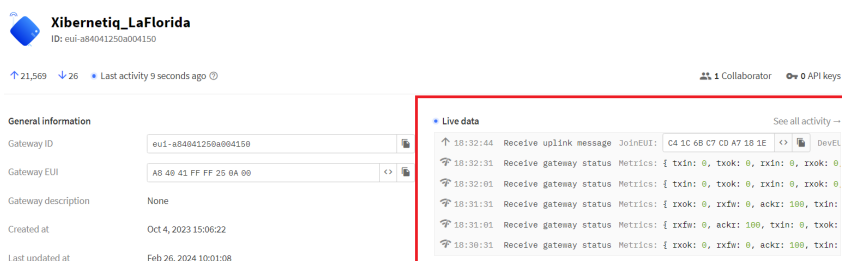 Xibernetiq_LaFlorida
ID: eui-a84041250a004150
21,569 26 Last activity 9 seconds ago
1 Collaborator 0 API keys
General information
Gateway ID eui-a84041250a004150
Gateway EUI A8 40 41 FF FF 25 0A 00
Gateway description None
Created at Oct 4, 2023 15:06:22
Last updated at Feb 26, 2024 10:01:08
Live data See all activity →
18:32:44 Receive uplink message JoinEUI: C4 1C 6B C7 CD A7 18 1E <> DevEU
18:32:31 Receive gateway status Metrics: { txin: 0, txok: 0, rxin: 0, rxok: 0,
18:32:01 Receive gateway status Metrics: { txin: 0, txok: 0, rxin: 0, rxok: 0,
18:31:31 Receive gateway status Metrics: { rxok: 0, rxfw: 0, ackr: 100, txin:
18:31:01 Receive gateway status Metrics: { rxfw: 0, ackr: 100, txin: 0, txok:
18:30:31 Receive gateway status Metrics: { rxok: 0, rxfw: 0, ackr: 100, txin: